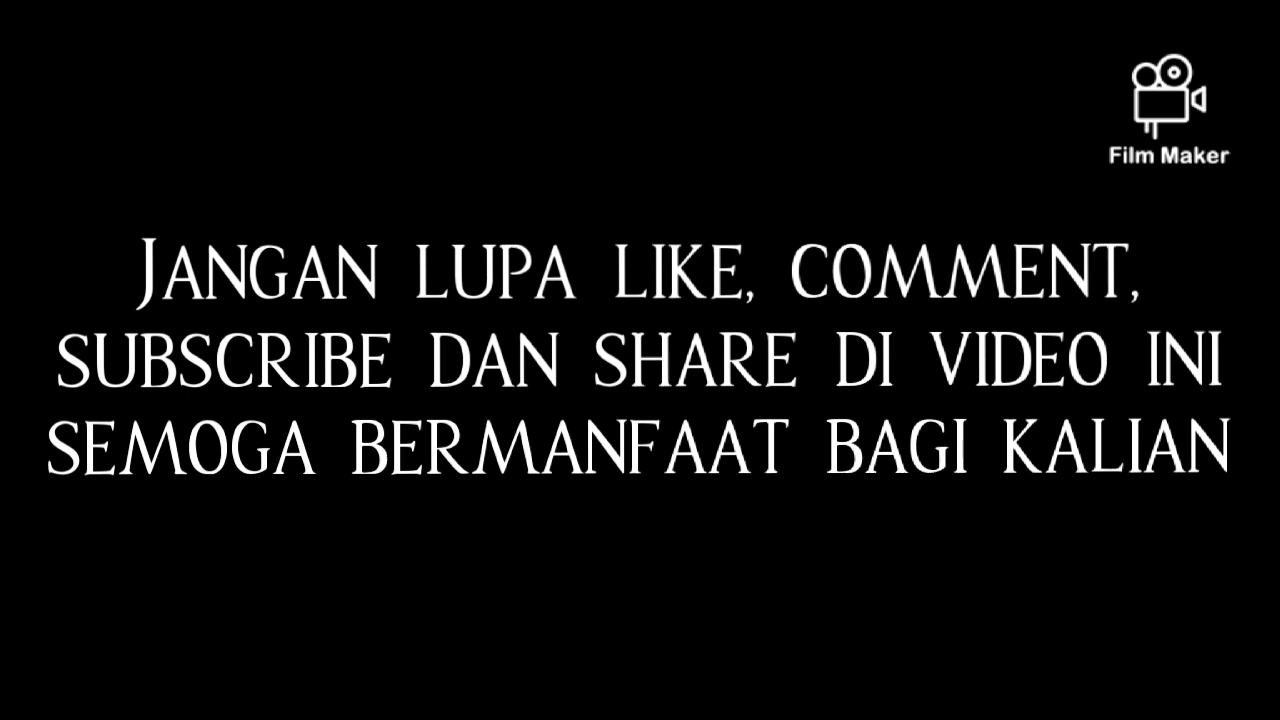 Film Maker
Jangan lupa like, comment,
subscribe dan share di video ini
semoga bermanfaat bagi kalian